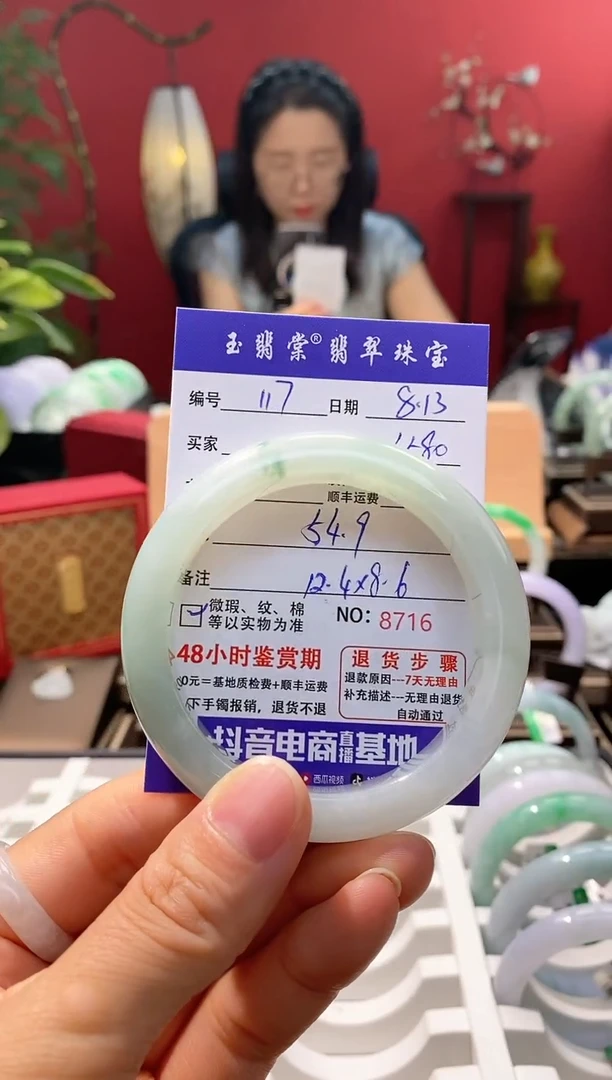 玉翡棠®翡翠珠宝
编号 117 日期 8.13
买家
顺丰运费
54.9
备注 12.4x8.6
微瑕、纹、棉 NO: 8716
等以实物为准
48小时鉴赏期
0元=基地质检费+顺丰运费
下手镯报销，退货不退
退货步骤
退款原因---7天无理由
补充描述---无理由退货
自动通过
抖音电商直播基地
西瓜视频